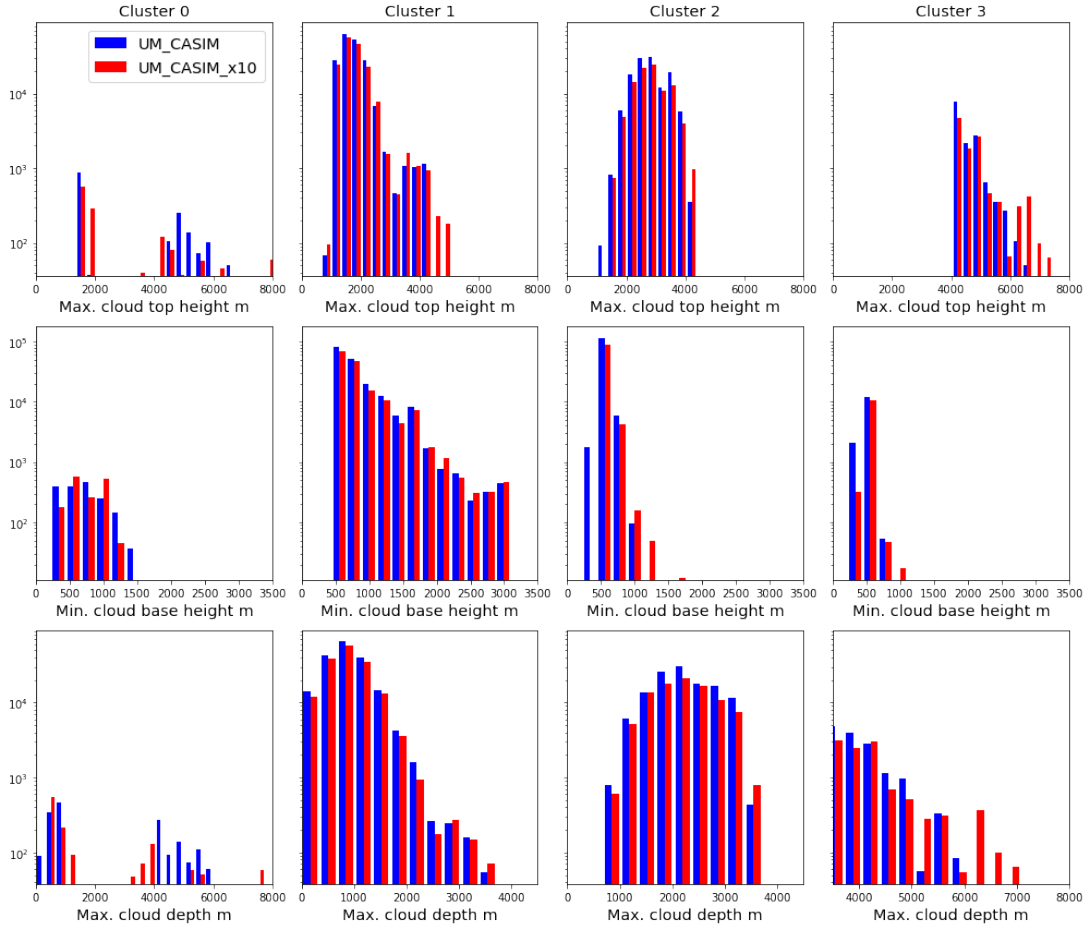 Cluster 0 Cluster 1 Cluster 2 Cluster 3
UM_CASIM
UM_CASIM_x10
10⁴
10³
10²
0 2000 4000 6000 8000 0 2000 4000 6000 8000 0 2000 4000 6000 8000 0 2000 4000 6000 8000
Max. cloud top height m Max. cloud top height m Max. cloud top height m Max. cloud top height m
10⁵
10⁴
10³
10²
0 500 1000 1500 2000 2500 3000 3500 0 500 1000 1500 2000 2500 3000 3500 0 500 1000 1500 2000 2500 3000 3500 0 500 1000 1500 2000 2500 3000 3500
Min. cloud base height m Min. cloud base height m Min. cloud base height m Min. cloud base height m
10⁴
10³
10²
0 2000 4000 6000 8000 0 1000 2000 3000 4000 0 1000 2000 3000 4000 4000 5000 6000 7000 8000
Max. cloud depth m Max. cloud depth m Max. cloud depth m Max. cloud depth m